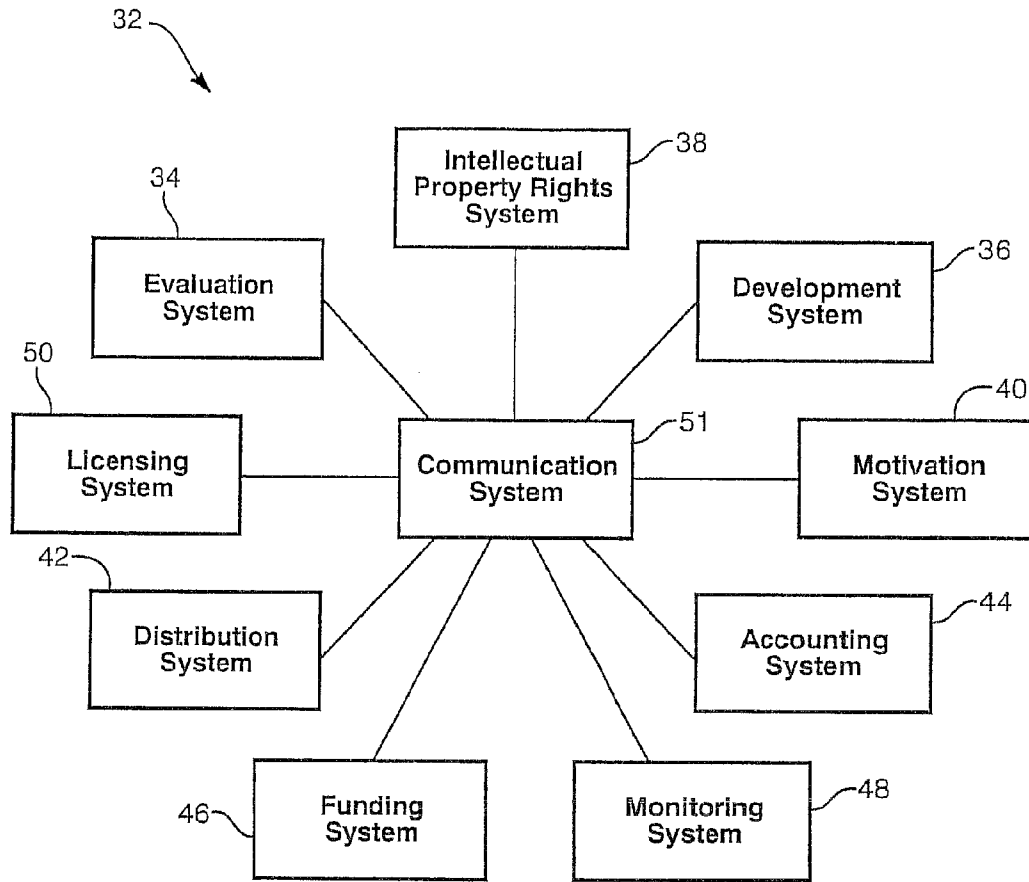 32
38
Intellectual
Property Rights
System
34
Evaluation
System
36
Development
System
50
Licensing
System
51
Communication
System
40
Motivation
System
42
Distribution
System
44
Accounting
System
46
Funding
System
48
Monitoring
System